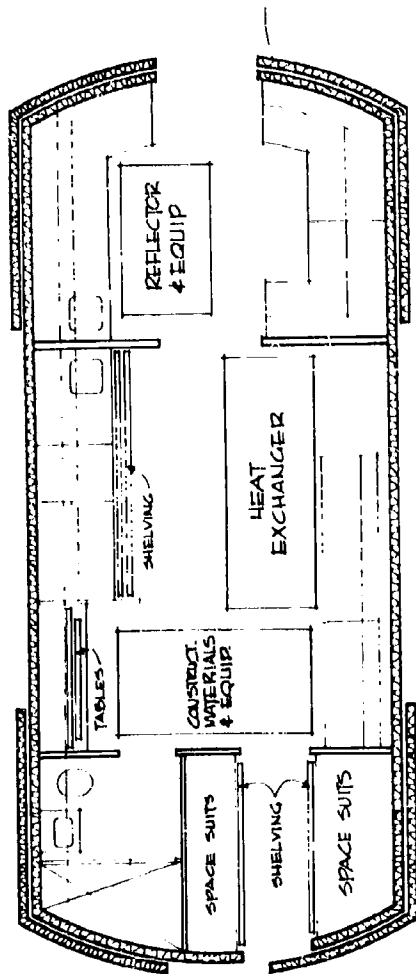 REFLECTOR
& EQUIP
SHELVING
HEAT
EXCHANGER
TABLES
CONSTRUCT.
MATERIALS
& EQUIP.
SPACE SUITS
SHELVING
SPACE SUITS